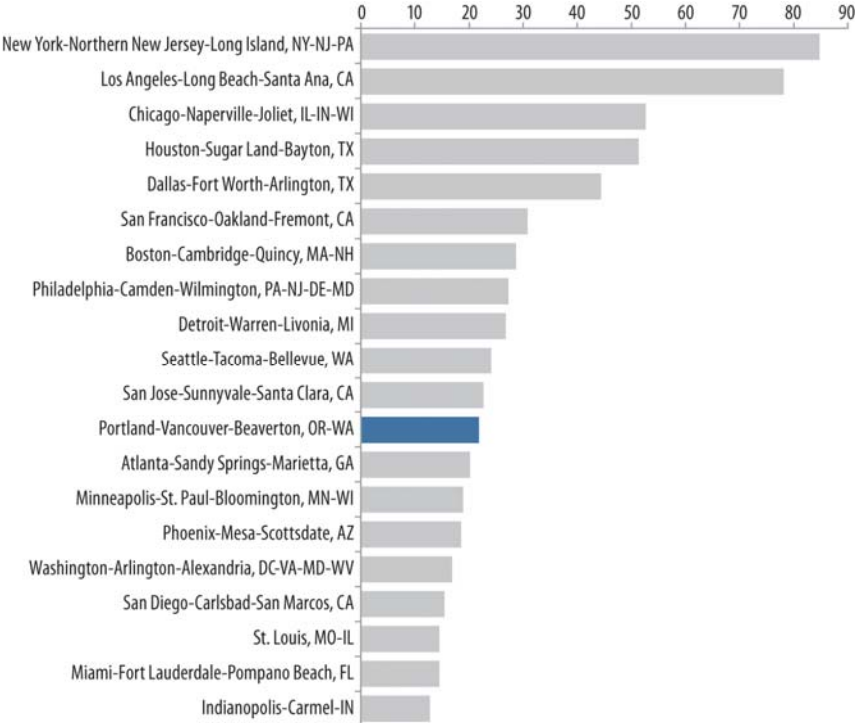 0 10 20 30 40 50 60 70 80 90
New York-Northern New Jersey-Long Island, NY-NJ-PA
Los Angeles-Long Beach-Santa Ana, CA
Chicago-Naperville-Joliet, IL-IN-WI
Houston-Sugar Land-Bayton, TX
Dallas-Fort Worth-Arlington, TX
San Francisco-Oakland-Fremont, CA
Boston-Cambridge-Quincy, MA-NH
Philadelphia-Camden-Wilmington, PA-NJ-DE-MD
Detroit-Warren-Livonia, MI
Seattle-Tacoma-Bellevue, WA
San Jose-Sunnyvale-Santa Clara, CA
Portland-Vancouver-Beaverton, OR-WA
Atlanta-Sandy Springs-Marietta, GA
Minneapolis-St. Paul-Bloomington, MN-WI
Phoenix-Mesa-Scottsdate, AZ
Washington-Arlington-Alexandria, DC-VA-MD-WV
San Diego-Carlsbad-San Marcos, CA
St. Louis, MO-IL
Miami-Fort Lauderdale-Pompano Beach, FL
Indianopolis-Carmel-IN